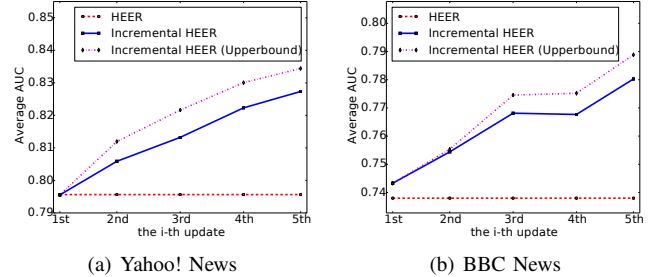 0.85
0.84
0.83
0.82
0.81
0.80
0.79
Average AUC
HEER
Incremental HEER
Incremental HEER (Upperbound)
1st 2nd 3rd 4th 5th
the i-th update
(a) Yahoo! News
0.80
0.78
0.77
0.76
0.75
0.74
Average AUC
HEER
Incremental HEER
Incremental HEER (Upperbound)
1st 2nd 3rd 4th 5th
the i-th update
(b) BBC News